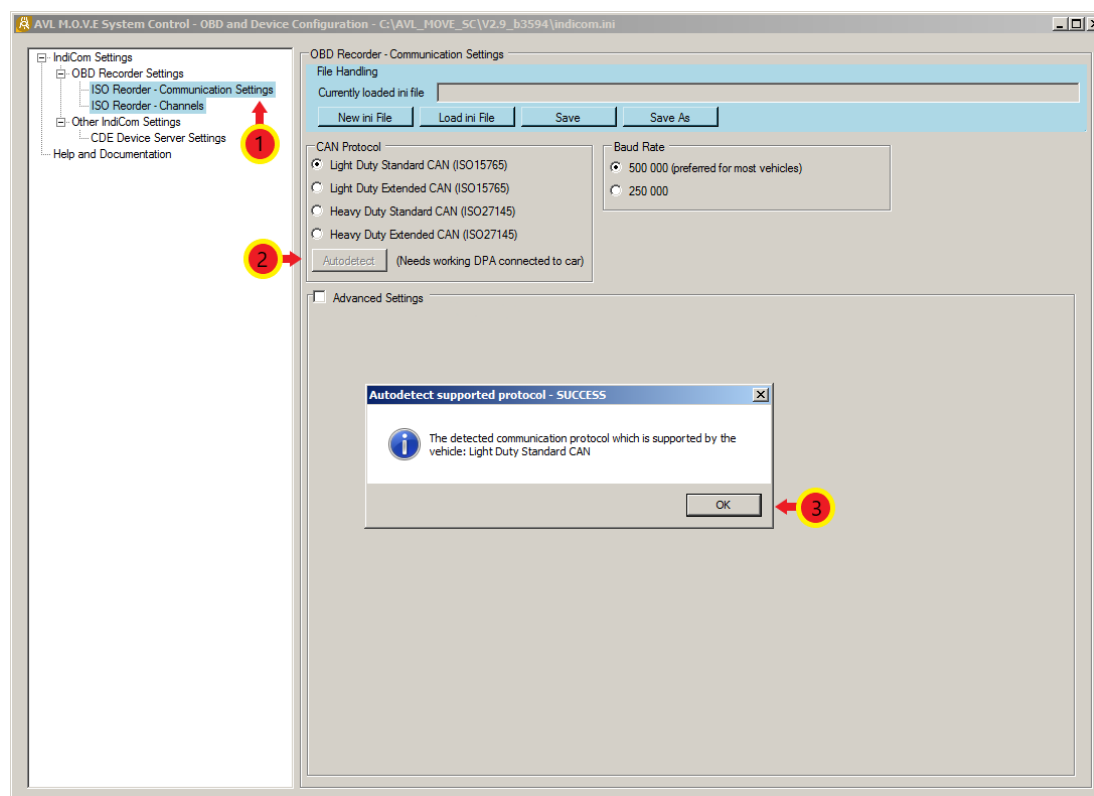 AVL M.O.V.E System Control - OBD and Device Configuration - C:\AVL_MOVE_SC\V2.9_b3594\indicom.ini
IndiCom Settings
OBD Recorder Settings
ISO Reorder - Communication Settings
ISO Reorder - Channels
Other IndiCom Settings
CDE Device Server Settings
Help and Documentation
1
OBD Recorder - Communication Settings
File Handling
Currently loaded ini file
New ini File Load ini File Save Save As
CAN Protocol
Light Duty Standard CAN (ISO15765)
Light Duty Extended CAN (ISO15765)
Heavy Duty Standard CAN (ISO27145)
Heavy Duty Extended CAN (ISO27145)
2
Autodetect (Needs working DPA connected to car)
Baud Rate
500 000 (preferred for most vehicles)
250 000
Advanced Settings
Autodetect supported protocol - SUCCESS
The detected communication protocol which is supported by the
vehicle: Light Duty Standard CAN
OK
3